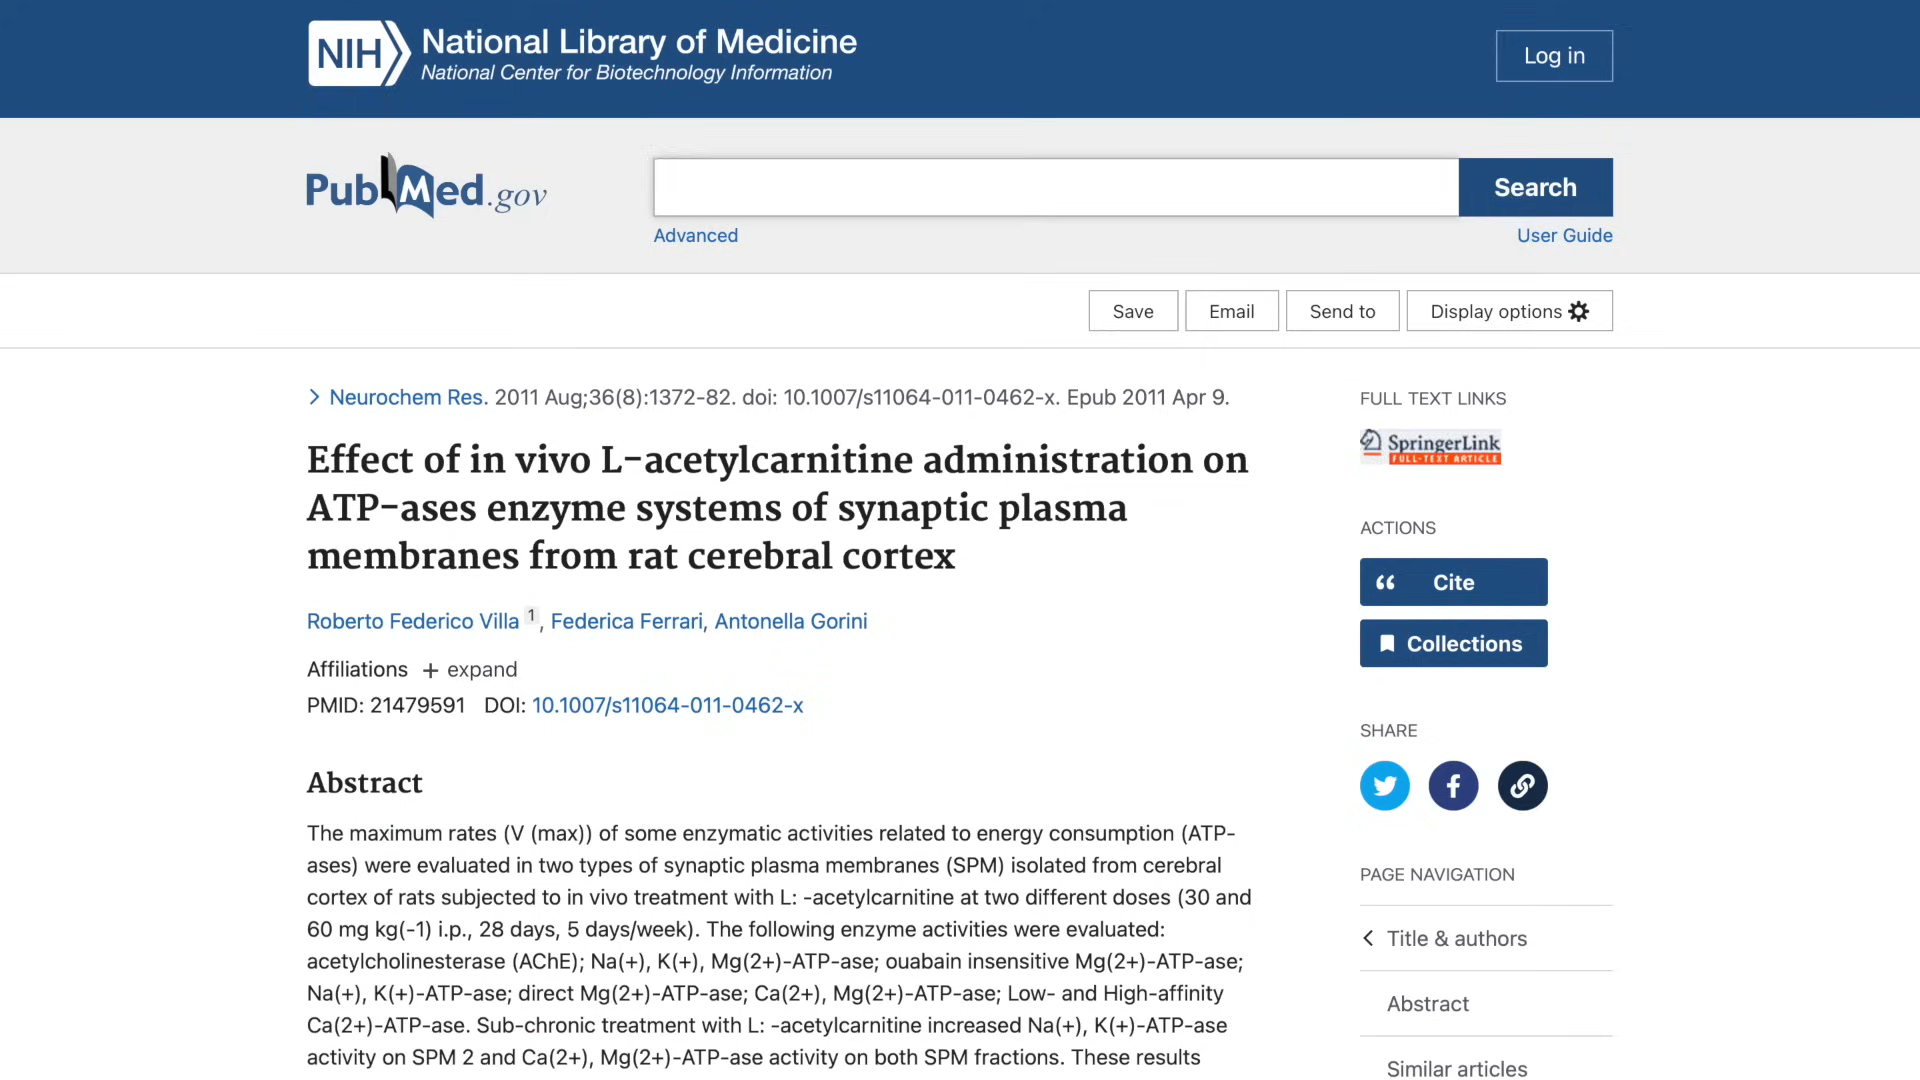 NIH National Library of Medicine
National Center for Biotechnology Information
Log in
PubMed.gov
Search
Advanced
User Guide
Save
Email
Send to
Display options
Neurochem Res. 2011 Aug;36(8):1372-82. doi: 10.1007/s11064-011-0462-x. Epub 2011 Apr 9.
Effect of in vivo L-acetylcarnitine administration on
ATP-ases enzyme systems of synaptic plasma
membranes from rat cerebral cortex
Roberto Federico Villa 1, Federica Ferrari, Antonella Gorini
Affiliations + expand
PMID: 21479591 DOI: 10.1007/s11064-011-0462-x
Abstract
The maximum rates (V (max)) of some enzymatic activities related to energy consumption (ATP-
ases) were evaluated in two types of synaptic plasma membranes (SPM) isolated from cerebral
cortex of rats subjected to in vivo treatment with L: -acetylcarnitine at two different doses (30 and
60 mg kg(-1) i.p., 28 days, 5 days/week). The following enzyme activities were evaluated:
acetylcholinesterase (AChE); Na(+), K(+), Mg(2+)-ATP-ase; ouabain insensitive Mg(2+)-ATP-ase;
Na(+), K(+)-ATP-ase; direct Mg(2+)-ATP-ase; Ca(2+), Mg(2+)-ATP-ase; Low- and High-affinity
Ca(2+)-ATP-ase. Sub-chronic treatment with L: -acetylcarnitine increased Na(+), K(+)-ATP-ase
activity on SPM 2 and Ca(2+), Mg(2+)-ATP-ase activity on both SPM fractions. These results
FULL TEXT LINKS
SpringerLink
FULL-TEXT ARTICLE
ACTIONS
Cite
Collections
SHARE
PAGE NAVIGATION
Title & authors
Abstract
Similar articles